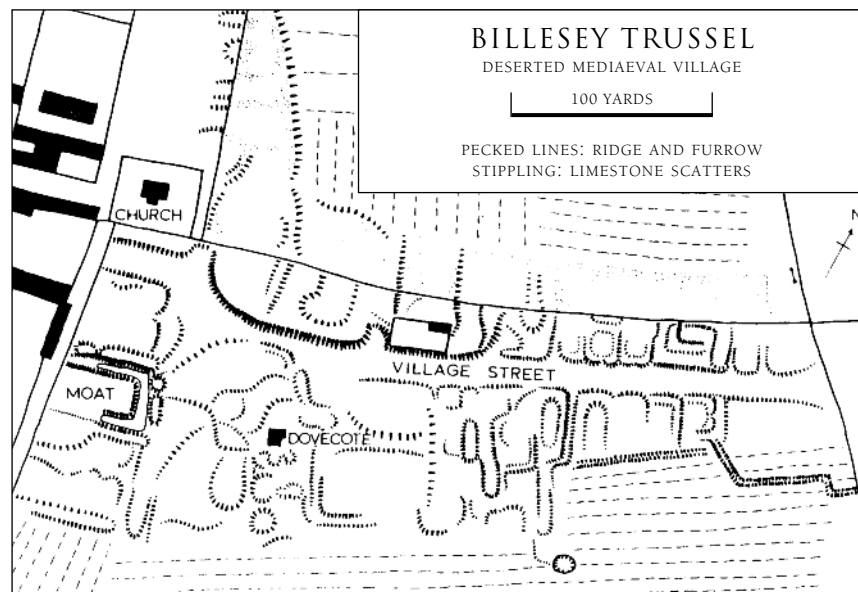 BILLESEY TRUSSEL
DESERTED MEDIAEVAL VILLAGE
100 YARDS
PECKED LINES: RIDGE AND FURROW
STIPPLING: LIMESTONE SCATTERS
CHURCH
N
VILLAGE STREET
MOAT
DOVECOTE